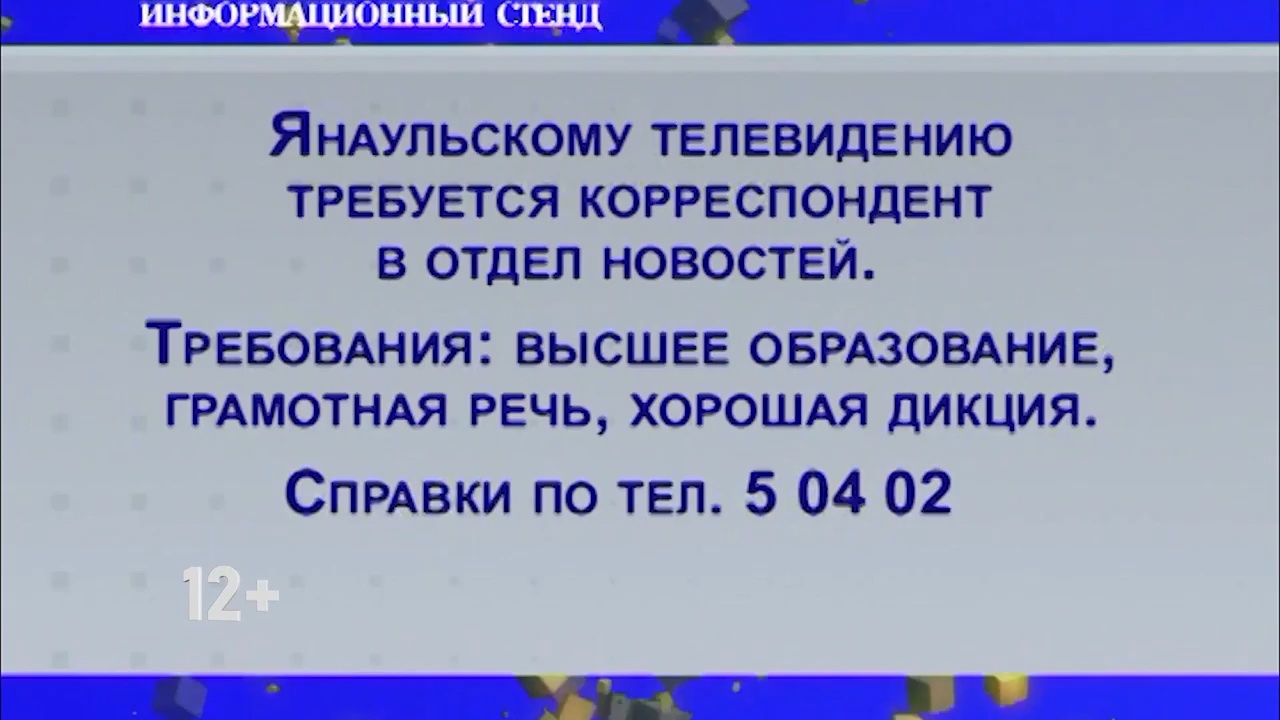 ИНФОРМАЦИОННЫЙ СТЕНД
Янаульскому телевидению
требуется корреспондент
в отдел новостей.
Требования: высшее образование,
грамотная речь, хорошая дикция.
Справки по тел. 5 04 02
12+